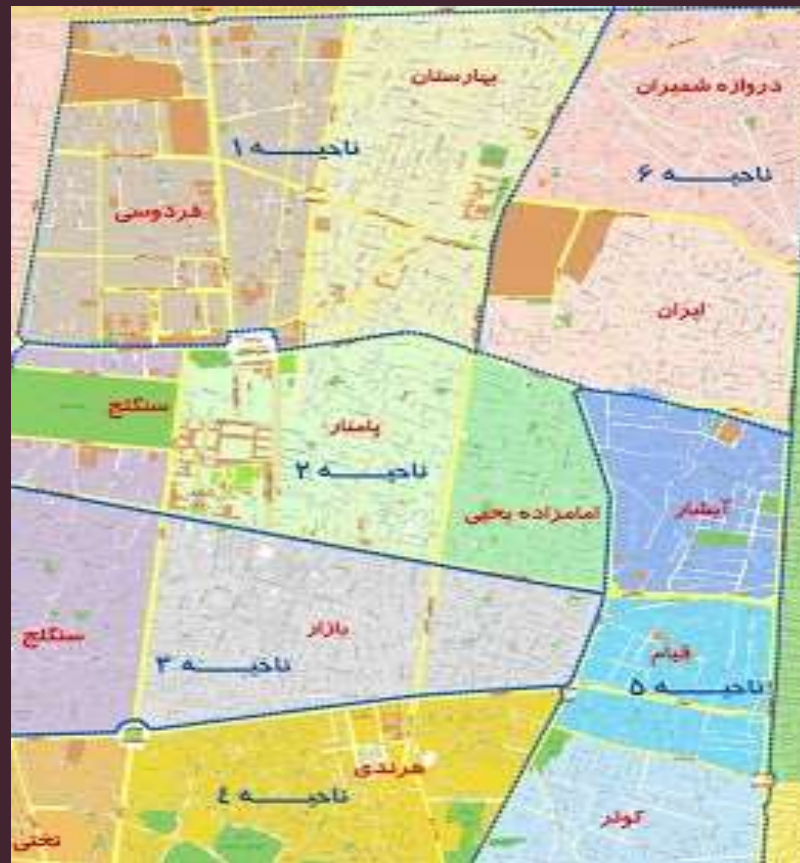 بهارستان
دروازه شمیران
ناحیه ۱
ناحیه ۶
فردوسی
ایران
سنگلج
پامنار
ناحیه ۲
امامزاده یحیی
آبشار
سنگلج
بازار
ناحیه ۳
قیام
ناحیه ۵
هرندی
ناحیه ٤
کوثر
تختی